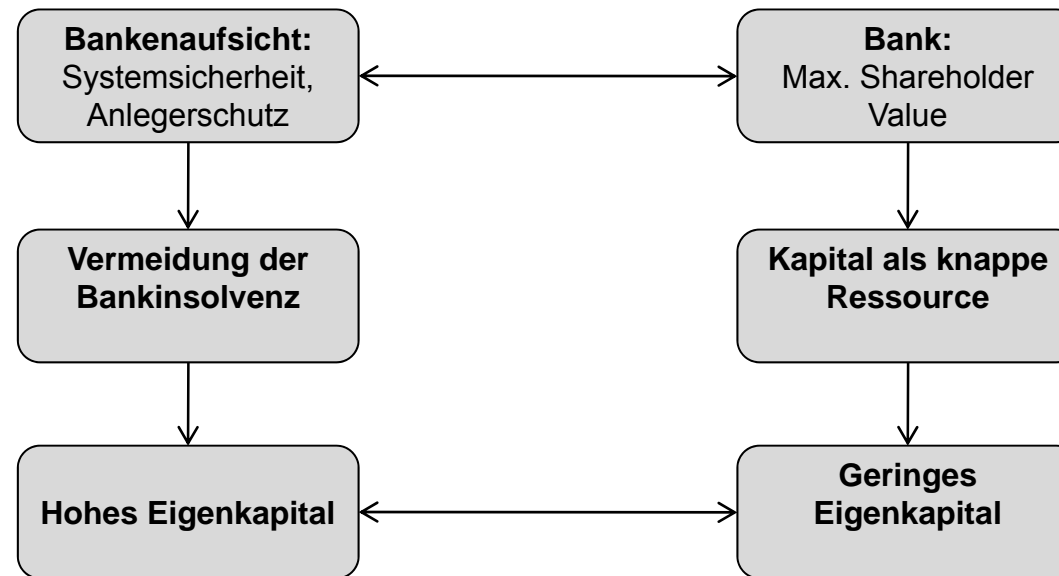 Bankenaufsicht:
Systemsicherheit,
Anlegerschutz
Bank:
Max. Shareholder
Value
Vermeidung der
Bankinsolvenz
Kapital als knappe
Ressource
Hohes Eigenkapital
Geringes
Eigenkapital